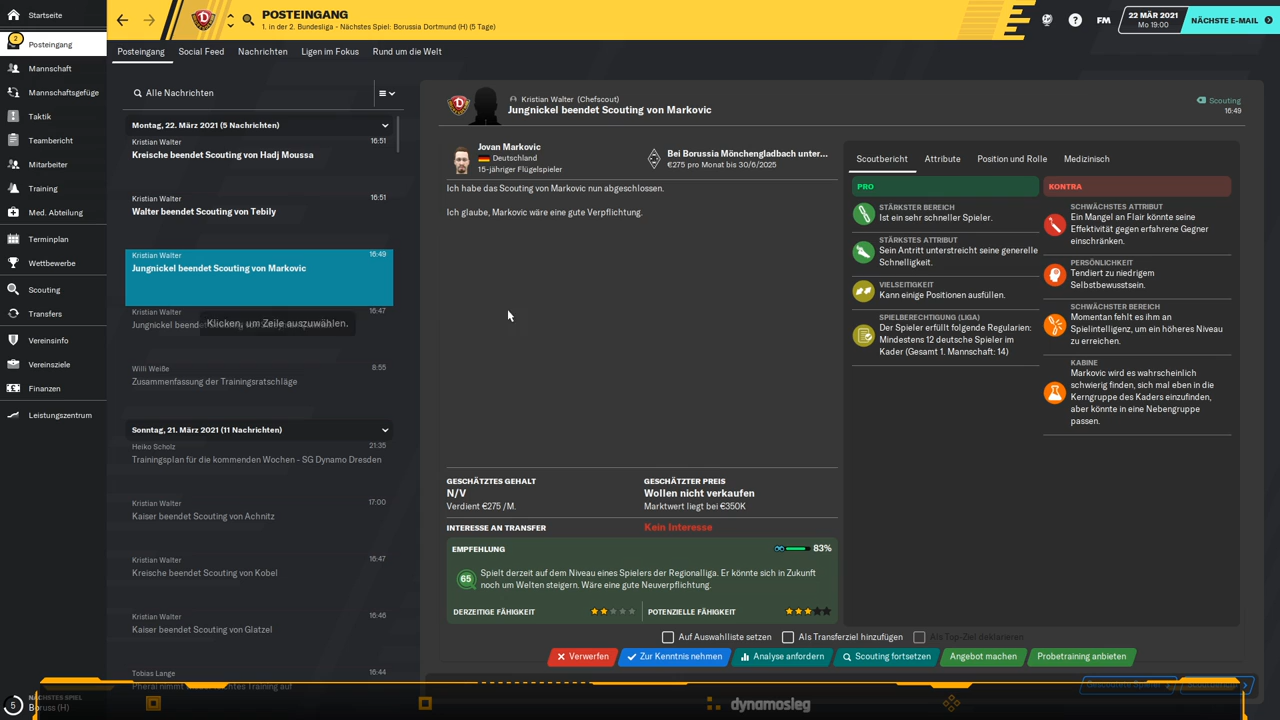 Startseite
Posteingang
2
Mannschaft
Mannschaftsgefüge
Taktik
Teambericht
Mitarbeiter
Training
Med. Abteilung
Terminplan
Wettbewerbe
Scouting
Transfers
Vereinsinfo
Vereinsziele
Finanzen
Leistungszentrum
POSTEINGANG
1. in der 2. Bundesliga - Nächstes Spiel: Borussia Dortmund (H) (5 Tage)
FM
22 MÄR 2021
Mo 19:00
NÄCHSTE E-MAIL
Posteingang
Social Feed
Nachrichten
Ligen im Fokus
Rund um die Welt
Alle Nachrichten
Montag, 22. März 2021 (5 Nachrichten)
Kristian Walter 16:51
Kreische beendet Scouting von Hadj Moussa
Kristian Walter 16:51
Walter beendet Scouting von Tebily
Kristian Walter 16:49
Jungnickel beendet Scouting von Markovic
Kristian Walter 16:47
Jungnickel
Klicken, um Zeile auszuwählen.
Willi Weiße 8:55
Zusammenfassung der Trainingsratschläge
Sonntag, 21. März 2021 (11 Nachrichten)
Heiko Scholz 21:35
Trainingsplan für die kommenden Wochen - SG Dynamo Dresden
Kristian Walter 17:00
Kaiser beendet Scouting von Achnitz
Kristian Walter 16:47
Kreische beendet Scouting von Kobel
Kristian Walter 16:46
Kaiser beendet Scouting von Glatzel
Tobias Lange 16:44
Kristian Walter (Chefscout)
Jungnickel beendet Scouting von Markovic
Scouting
16:49
Jovan Markovic
Deutschland
15-jähriger Flügelspieler
Bei Borussia Mönchengladbach unter...
€275 pro Monat bis 30/6/2025
Ich habe das Scouting von Markovic nun abgeschlossen.
Ich glaube, Markovic wäre eine gute Verpflichtung.
GESCHÄTZTES GEHALT
N/V
Verdient €275 /M.
GESCHÄTZTER PREIS
Wollen nicht verkaufen
Marktwert liegt bei €350K
INTERESSE AN TRANSFER
Kein Interesse
EMPFEHLUNG
83%
65
Spielt derzeit auf dem Niveau eines Spielers der Regionalliga. Er könnte sich in Zukunft
noch um Welten steigern. Wäre eine gute Neuverpflichtung.
DERZEITIGE FÄHIGKEIT
POTENZIELLE FÄHIGKEIT
Scoutbericht
Attribute
Position und Rolle
Medizinisch
PRO
STÄRKSTER BEREICH
Ist ein sehr schneller Spieler.
STÄRKSTES ATTRIBUT
Sein Antritt unterstreicht seine generelle
Schnelligkeit.
VIELSEITIGKEIT
Kann einige Positionen ausfüllen.
SPIELBERECHTIGUNG (LIGA)
Der Spieler erfüllt folgende Regularien:
Mindestens 12 deutsche Spieler im
Kader (Gesamt 1. Mannschaft: 14)
KONTRA
SCHWÄCHSTES ATTRIBUT
Ein Mangel an Flair könnte seine
Effektivität gegen erfahrene Gegner
einschränken.
PERSÖNLICHKEIT
Tendiert zu niedrigem
Selbstbewusstsein.
SCHWÄCHSTER BEREICH
Momentan fehlt es ihm an
Spielintelligenz, um ein höheres Niveau
zu erreichen.
KABINE
Markovic wird es wahrscheinlich
schwierig finden, sich mal eben in die
Kerngruppe des Kaders einzufinden,
aber könnte in eine Nebengruppe
passen.
Auf Auswahlliste setzen
Als Transferziel hinzufügen
Als Top-Ziel deklarieren
Verwerfen
Zur Kenntnis nehmen
Analyse anfordern
Scouting fortsetzen
Angebot machen
Probetraining anbieten
5
NÄCHSTES SPIEL
(H)
dynamosleg